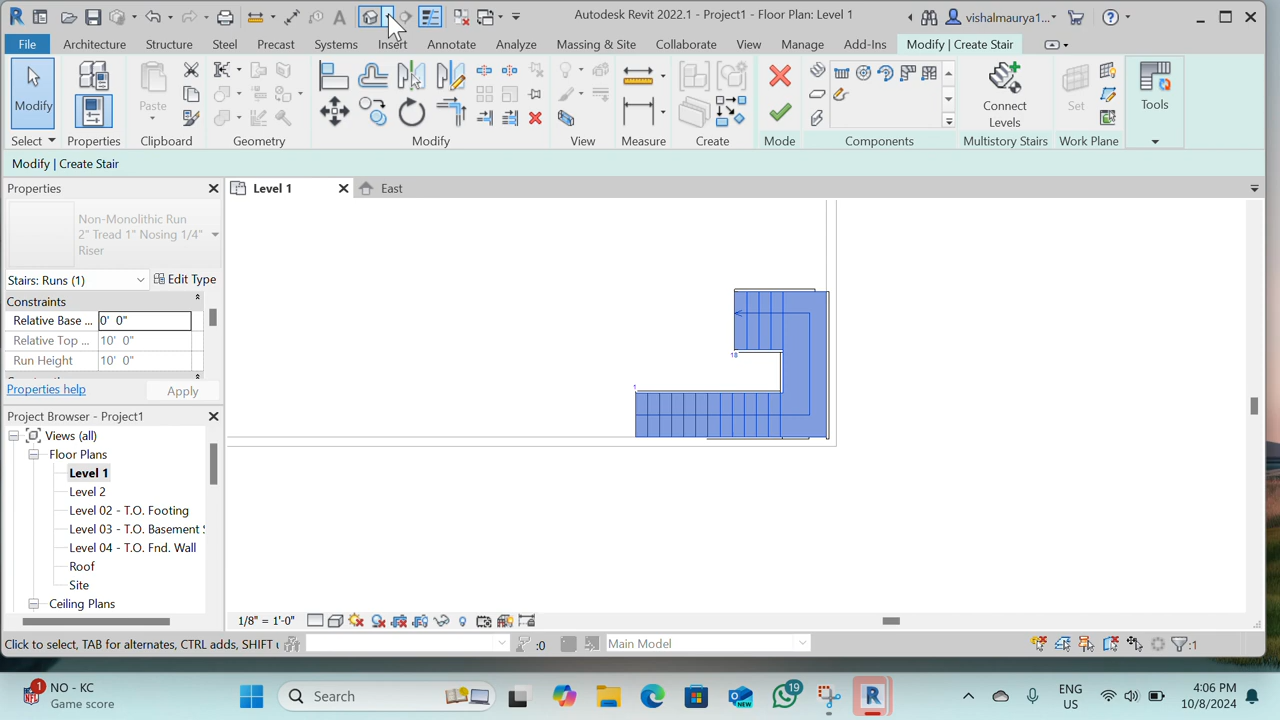 Autodesk Revit 2022.1 - Project1 - Floor Plan: Level 1
vishalmaurya1...
File
Architecture
Structure
Steel
Precast
Systems
Insert
Annotate
Analyze
Massing & Site
Collaborate
View
Manage
Add-Ins
Modify | Create Stair
Modify
Paste
Connect
Levels
Set
Tools
Select
Properties
Clipboard
Geometry
Modify
View
Measure
Create
Mode
Components
Multistory Stairs
Work Plane
Modify | Create Stair
Properties
Level 1
East
Non-Monolithic Run
2" Tread 1" Nosing 1/4"
Riser
Stairs: Runs (1)
Edit Type
Constraints
Relative Base ... 0' 0"
Relative Top ... 10' 0"
Run Height 10' 0"
Properties help
Apply
Project Browser - Project1
Views (all)
Floor Plans
Level 1
Level 2
Level 02 - T.O. Footing
Level 03 - T.O. Basement
Level 04 - T.O. Fnd. Wall
Roof
Site
Ceiling Plans
18
1
1/8" = 1'-0"
Click to select, TAB for alternates, CTRL adds, SHIFT
:0
Main Model
:1
1
NO - KC
Game score
Search
NEW
19
ENG
US
4:06 PM
10/8/2024